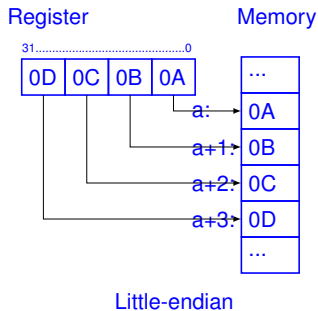 Register Memory
31............................................0
0D 0C 0B 0A
...
a: 0A
a+1: 0B
a+2: 0C
a+3: 0D
...
Little-endian